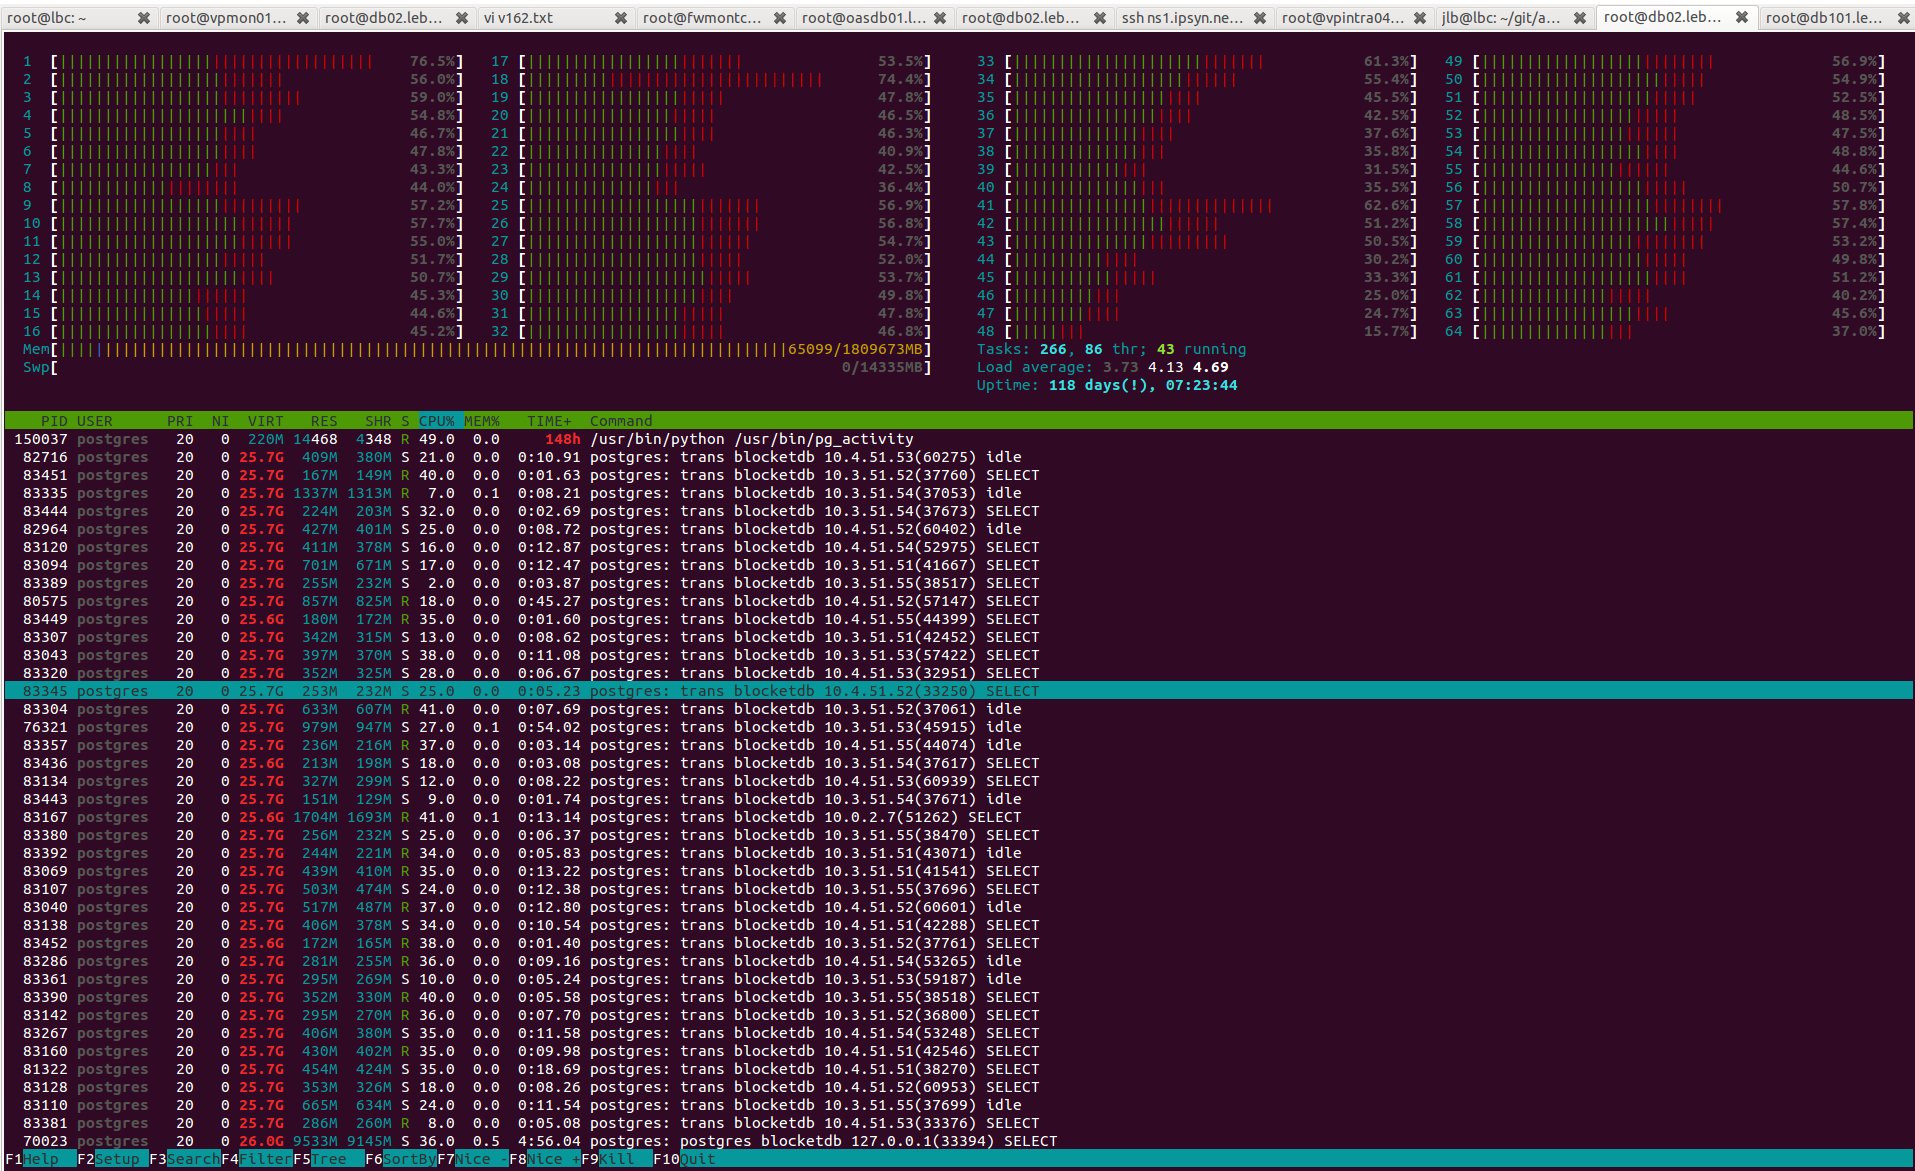 root@lbc: ~ root@vpmon01... root@db02.leb... vi v162.txt root@fwmontc... root@oasdb01.l... root@db02.leb... ssh ns1.ipsyn.ne... root@vpintra04... jlb@lbc: ~/git/a... root@db02.leb... root@db101.le...
1 [76.5%] 17 [53.5%] 33 [61.3%] 49 [56.9%]
2 [56.0%] 18 [74.4%] 34 [55.4%] 50 [54.9%]
3 [59.0%] 19 [47.8%] 35 [45.5%] 51 [52.5%]
4 [54.8%] 20 [46.5%] 36 [42.5%] 52 [48.5%]
5 [46.7%] 21 [46.3%] 37 [37.6%] 53 [47.5%]
6 [47.8%] 22 [40.9%] 38 [35.8%] 54 [48.8%]
7 [43.3%] 23 [42.5%] 39 [31.5%] 55 [44.6%]
8 [44.0%] 24 [36.4%] 40 [35.5%] 56 [50.7%]
9 [57.2%] 25 [56.9%] 41 [62.6%] 57 [57.8%]
10 [57.7%] 26 [56.8%] 42 [51.2%] 58 [57.4%]
11 [55.0%] 27 [54.7%] 43 [50.5%] 59 [53.2%]
12 [51.7%] 28 [52.0%] 44 [30.2%] 60 [49.8%]
13 [50.7%] 29 [53.7%] 45 [33.3%] 61 [51.2%]
14 [45.3%] 30 [49.8%] 46 [25.0%] 62 [40.2%]
15 [44.6%] 31 [47.8%] 47 [24.7%] 63 [45.6%]
16 [45.2%] 32 [46.8%] 48 [15.7%] 64 [37.0%]
Mem[65099/1809673MB] Tasks: 266, 86 thr; 43 running
Swp[0/14335MB] Load average: 3.73 4.13 4.69
Uptime: 118 days(!), 07:23:44
PID USER PRI NI VIRT RES SHR S CPU% MEM% TIME+ Command
150037 postgres 20 0 220M 14468 4348 R 49.0 0.0 148h /usr/bin/python /usr/bin/pg_activity
82716 postgres 20 0 25.7G 409M 380M S 21.0 0.0 0:10.91 postgres: trans blocketdb 10.4.51.53(60275) idle
83451 postgres 20 0 25.7G 167M 149M R 40.0 0.0 0:01.63 postgres: trans blocketdb 10.3.51.52(37760) SELECT
83335 postgres 20 0 25.7G 1337M 1313M R 7.0 0.1 0:08.21 postgres: trans blocketdb 10.3.51.54(37053) idle
83444 postgres 20 0 25.7G 224M 203M S 32.0 0.0 0:02.69 postgres: trans blocketdb 10.3.51.54(37673) SELECT
82964 postgres 20 0 25.7G 427M 401M S 25.0 0.0 0:08.72 postgres: trans blocketdb 10.4.51.52(60402) idle
83120 postgres 20 0 25.7G 411M 378M S 16.0 0.0 0:12.87 postgres: trans blocketdb 10.4.51.54(52975) SELECT
83094 postgres 20 0 25.7G 701M 671M S 17.0 0.0 0:12.47 postgres: trans blocketdb 10.3.51.51(41667) SELECT
83389 postgres 20 0 25.7G 255M 232M S 2.0 0.0 0:03.87 postgres: trans blocketdb 10.3.51.55(38517) SELECT
80575 postgres 20 0 25.7G 857M 825M R 18.0 0.0 0:45.27 postgres: trans blocketdb 10.4.51.52(57147) SELECT
83449 postgres 20 0 25.6G 180M 172M R 35.0 0.0 0:01.60 postgres: trans blocketdb 10.4.51.55(44399) SELECT
83307 postgres 20 0 25.7G 342M 315M S 13.0 0.0 0:08.62 postgres: trans blocketdb 10.3.51.51(42452) SELECT
83043 postgres 20 0 25.7G 397M 370M S 38.0 0.0 0:11.08 postgres: trans blocketdb 10.3.51.53(57422) SELECT
83320 postgres 20 0 25.7G 352M 325M S 28.0 0.0 0:06.67 postgres: trans blocketdb 10.4.51.53(32951) SELECT
83345 postgres 20 0 25.7G 253M 232M S 25.0 0.0 0:05.23 postgres: trans blocketdb 10.4.51.52(33250) SELECT
83304 postgres 20 0 25.7G 633M 607M R 41.0 0.0 0:07.69 postgres: trans blocketdb 10.3.51.52(37061) idle
76321 postgres 20 0 25.7G 979M 947M S 27.0 0.1 0:54.02 postgres: trans blocketdb 10.3.51.53(45915) idle
83357 postgres 20 0 25.7G 236M 216M R 37.0 0.0 0:03.14 postgres: trans blocketdb 10.4.51.55(44074) idle
83436 postgres 20 0 25.6G 213M 198M S 18.0 0.0 0:03.08 postgres: trans blocketdb 10.3.51.54(37617) SELECT
83134 postgres 20 0 25.7G 327M 299M S 12.0 0.0 0:08.22 postgres: trans blocketdb 10.4.51.53(60939) SELECT
83443 postgres 20 0 25.7G 151M 129M S 9.0 0.0 0:01.74 postgres: trans blocketdb 10.3.51.54(37671) idle
83167 postgres 20 0 25.6G 1704M 1693M R 41.0 0.1 0:13.14 postgres: trans blocketdb 10.0.2.7(51262) SELECT
83380 postgres 20 0 25.7G 256M 232M S 25.0 0.0 0:06.37 postgres: trans blocketdb 10.3.51.55(38470) SELECT
83392 postgres 20 0 25.7G 244M 221M R 34.0 0.0 0:05.83 postgres: trans blocketdb 10.4.51.51(43071) idle
83069 postgres 20 0 25.7G 439M 410M R 35.0 0.0 0:13.22 postgres: trans blocketdb 10.3.51.51(41541) SELECT
83107 postgres 20 0 25.7G 503M 474M S 24.0 0.0 0:12.38 postgres: trans blocketdb 10.3.51.55(37696) SELECT
83040 postgres 20 0 25.7G 517M 487M R 37.0 0.0 0:12.80 postgres: trans blocketdb 10.4.51.52(60601) idle
83138 postgres 20 0 25.7G 406M 378M S 34.0 0.0 0:10.54 postgres: trans blocketdb 10.4.51.51(42288) SELECT
83452 postgres 20 0 25.6G 172M 165M R 38.0 0.0 0:01.40 postgres: trans blocketdb 10.3.51.52(37761) SELECT
83286 postgres 20 0 25.7G 281M 255M R 36.0 0.0 0:09.16 postgres: trans blocketdb 10.4.51.54(53265) idle
83361 postgres 20 0 25.7G 295M 269M S 10.0 0.0 0:05.24 postgres: trans blocketdb 10.3.51.53(59187) idle
83390 postgres 20 0 25.7G 352M 330M R 40.0 0.0 0:05.58 postgres: trans blocketdb 10.3.51.55(38518) SELECT
83142 postgres 20 0 25.7G 295M 270M R 36.0 0.0 0:07.70 postgres: trans blocketdb 10.3.51.52(36800) SELECT
83267 postgres 20 0 25.7G 406M 380M S 35.0 0.0 0:11.58 postgres: trans blocketdb 10.4.51.54(53248) SELECT
83160 postgres 20 0 25.7G 430M 402M R 35.0 0.0 0:09.98 postgres: trans blocketdb 10.4.51.51(42546) SELECT
81322 postgres 20 0 25.7G 454M 424M S 35.0 0.0 0:18.69 postgres: trans blocketdb 10.4.51.51(38270) SELECT
83128 postgres 20 0 25.7G 353M 326M S 18.0 0.0 0:08.26 postgres: trans blocketdb 10.4.51.52(60953) SELECT
83110 postgres 20 0 25.7G 665M 634M S 24.0 0.0 0:11.54 postgres: trans blocketdb 10.3.51.55(37699) idle
83381 postgres 20 0 25.7G 286M 260M R 8.0 0.0 0:05.08 postgres: trans blocketdb 10.4.51.53(33376) SELECT
70023 postgres 20 0 26.0G 9533M 9145M S 36.0 0.5 4:56.04 postgres: postgres blocketdb 127.0.0.1(33394) SELECT
F1Help F2Setup F3SearchF4FilterF5Tree F6SortByF7Nice -F8Nice +F9Kill F10Quit